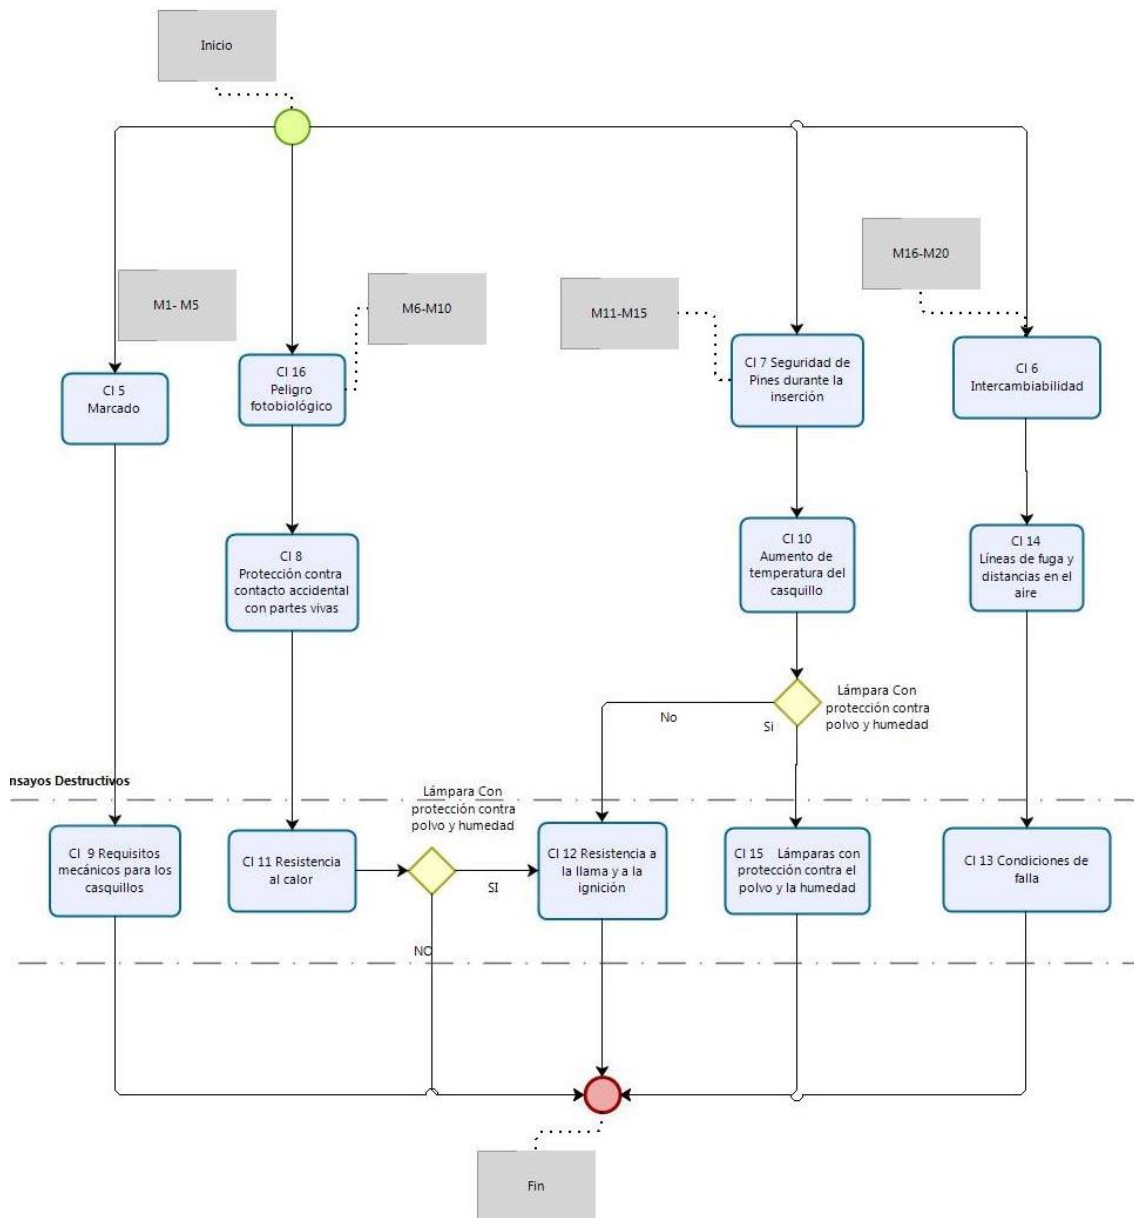 Inicio
M16-M20
M1- M5
M6-M10
M11-M15
CI 5
Marcado
CI 16
Peligro
fotobiológico
CI 7 Seguridad de
Pines durante la
inserción
CI 6
Intercambiabilidad
CI 8
Protección contra
contacto accidental
con partes vivas
CI 10
Aumento de
temperatura del
casquillo
CI 14
Líneas de fuga y
distancias en el
aire
Lámpara Con
protección contra
polvo y humedad
No
Si
nsayos Destructivos
Lámpara Con
protección contra
polvo y humedad
CI 9 Requisitos
mecánicos para los
casquillos
CI 11 Resistencia
al calor
SI
NO
CI 12 Resistencia a
la llama y a la
ignición
CI 15 Lámparas con
protección contra el
polvo y la humedad
CI 13 Condiciones de
falla
Fin